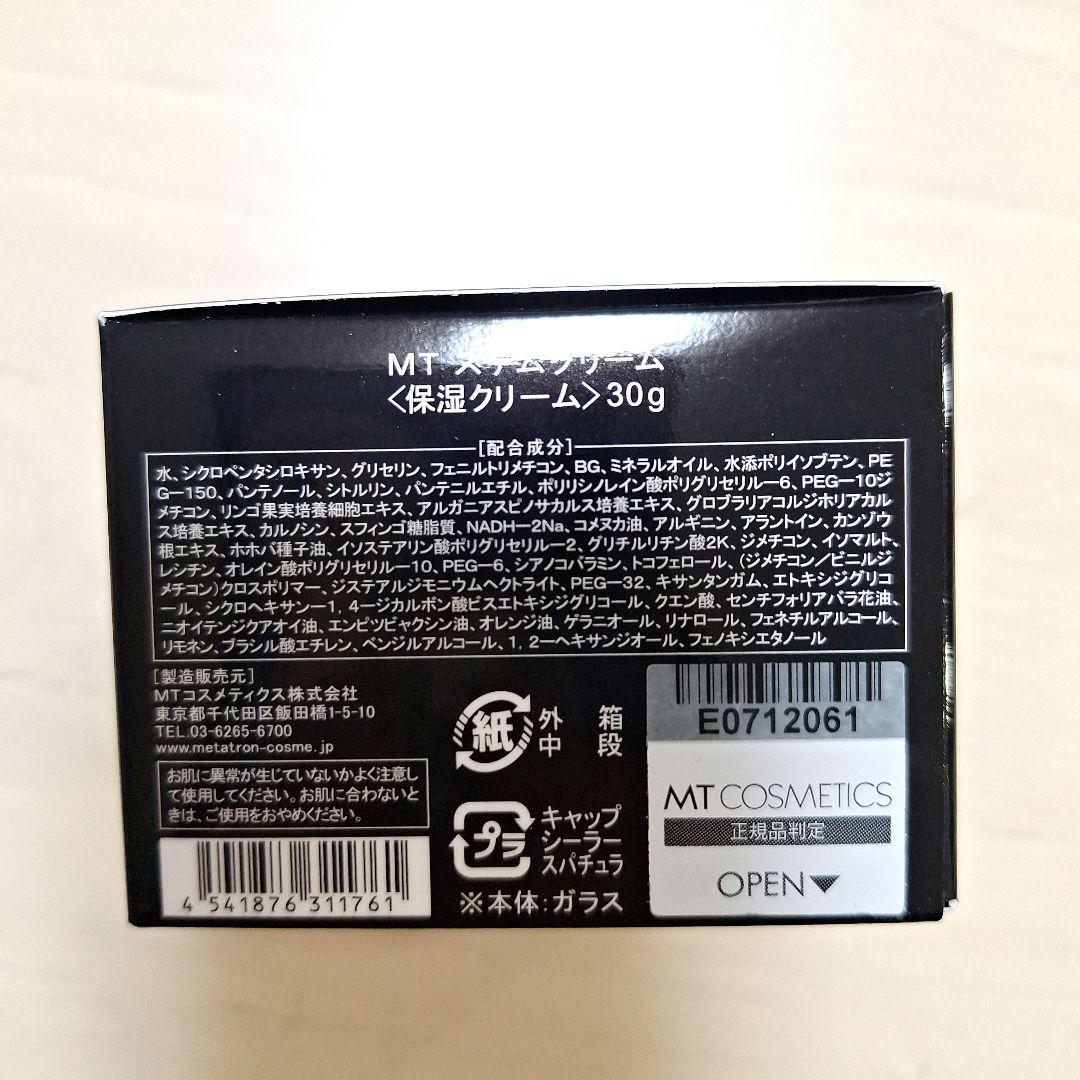 MT ステムクリーム
〈保湿クリーム〉30g
[配合成分]
水、シクロペンタシロキサン、グリセリン、フェニルトリメチコン、BG、ミネラルオイル、水添ポリイソブテン、PE
G-150、パンテノール、シトルリン、パンテニルエチル、ポリリシノレイン酸ポリグリセリル-6、PEG-10ジ
メチコン、リンゴ果実培養細胞エキス、アルガニアスピノサカルス培養エキス、グロブラリアコルジホリアカル
ス培養エキス、カルノシン、スフィンゴ糖脂質、NADH-2Na、コメヌカ油、アルギニン、アラントイン、カンゾウ
根エキス、ホホバ種子油、イソステアリン酸ポリグリセリル-2、グリチルリチン酸2K、ジメチコン、イソマルト、
レシチン、オレイン酸ポリグリセリル-10、PEG-6、シアノコバラミン、トコフェロール、(ジメチコン/ビニルジ
メチコン)クロスポリマー、ジステアルジモニウムヘクトライト、PEG-32、キサンタンガム、エトキシジグリコ
ール、シクロヘキサン-1,4-ジカルボン酸ビスエトキシジグリコール、クエン酸、センチフォリアバラ花油、
ニオイテンジクアオイ油、エンピツビャクシン油、オレンジ油、ゲラニオール、リナロール、フェネチルアルコール、
リモネン、ブラシル酸エチレン、ベンジルアルコール、1,2-ヘキサンジオール、フェノキシエタノール
[製造販売元]
MTコスメティクス株式会社
東京都千代田区飯田橋1-5-10
TEL.03-6265-6700
www.metatron-cosme.jp
お肌に異常が生じていないかよく注意し
て使用してください。お肌に合わないと
きは、ご使用をおやめください。
4 541876 311761
紙 外箱
中段
プラ キャップ
シーラー
スパチュラ
※本体:ガラス
E0712061
MT COSMETICS
正規品判定
OPEN▼